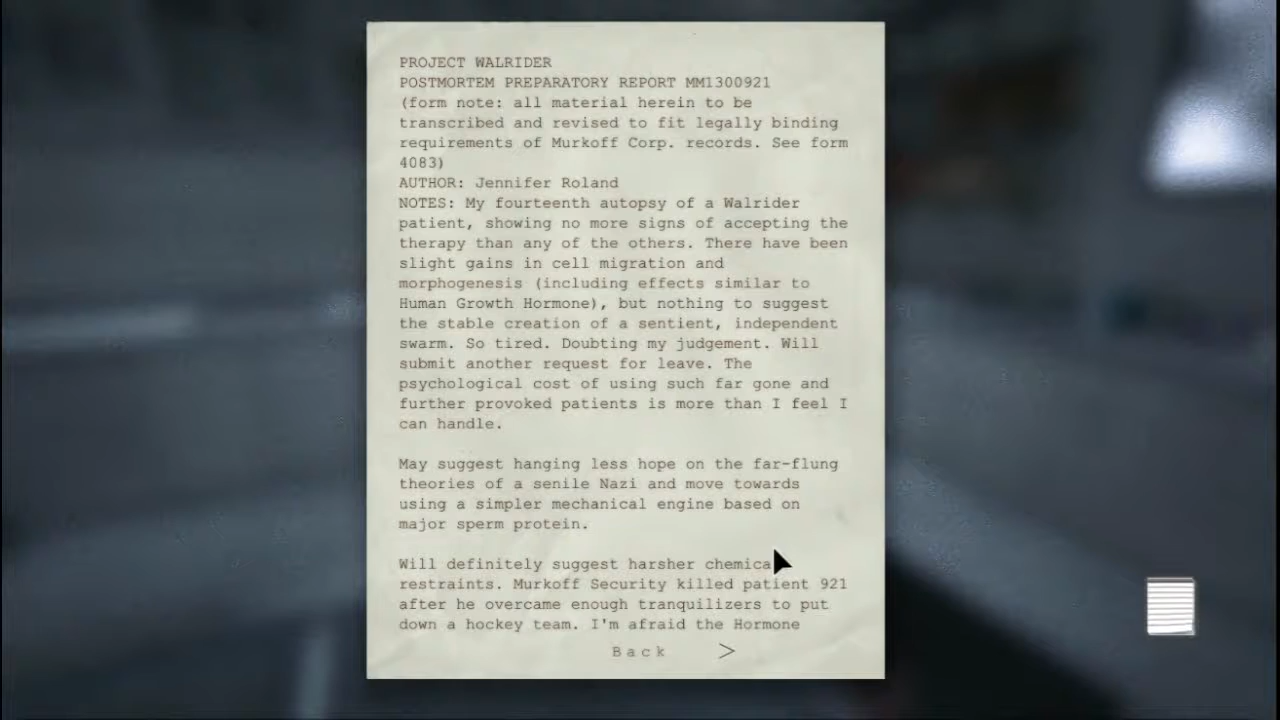 PROJECT WALRIDER
POSTMORTEM PREPARATORY REPORT MM1300921
(form note: all material herein to be
transcribed and revised to fit legally binding
requirements of Murkoff Corp. records. See form
4083)
AUTHOR: Jennifer Roland
NOTES: My fourteenth autopsy of a Walrider
patient, showing no more signs of accepting the
therapy than any of the others. There have been
slight gains in cell migration and
morphogenesis (including effects similar to
Human Growth Hormone), but nothing to suggest
the stable creation of a sentient, independent
swarm. So tired. Doubting my judgement. Will
submit another request for leave. The
psychological cost of using such far gone and
further provoked patients is more than I feel I
can handle.
May suggest hanging less hope on the far-flung
theories of a senile Nazi and move towards
using a simpler mechanical engine based on
major sperm protein.
Will definitely suggest harsher chemica
restraints. Murkoff Security killed patient 921
after he overcame enough tranquilizers to put
down a hockey team. I'm afraid the Hormone
Back >